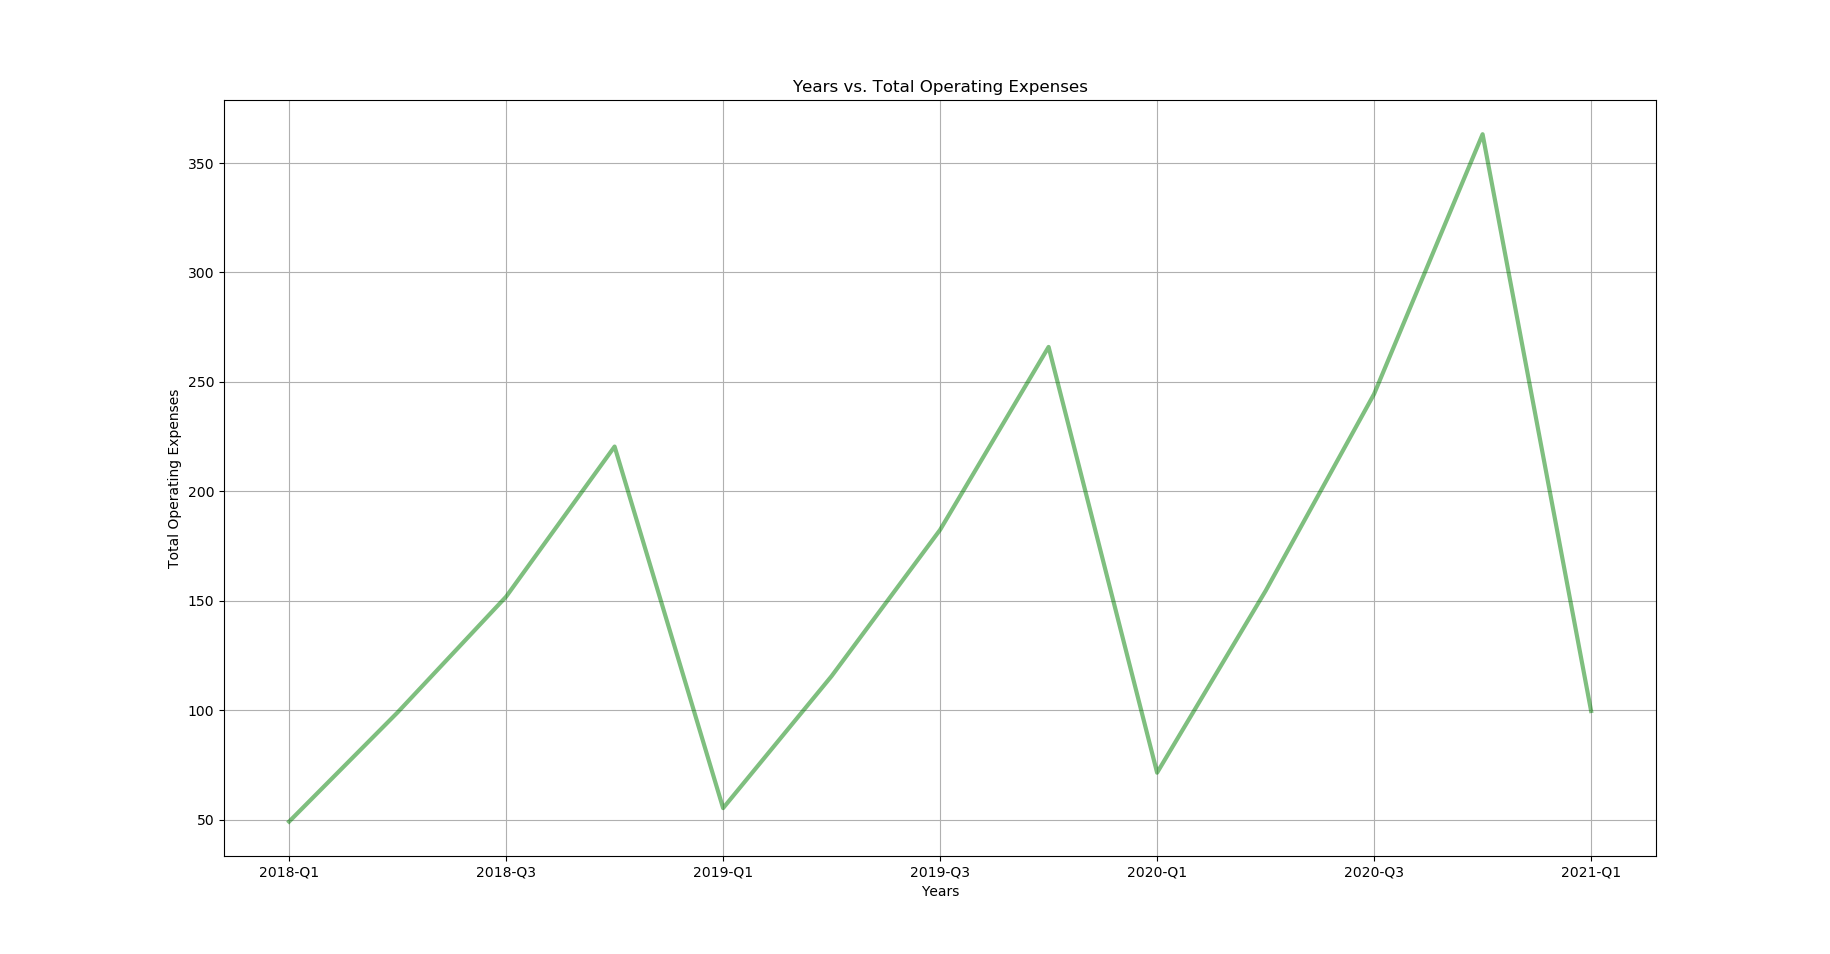 Years vs. Total Operating Expenses
Total Operating Expenses
350
300
250
200
150
100
50
2018-Q1 2018-Q3 2019-Q1 2019-Q3 2020-Q1 2020-Q3 2021-Q1
Years